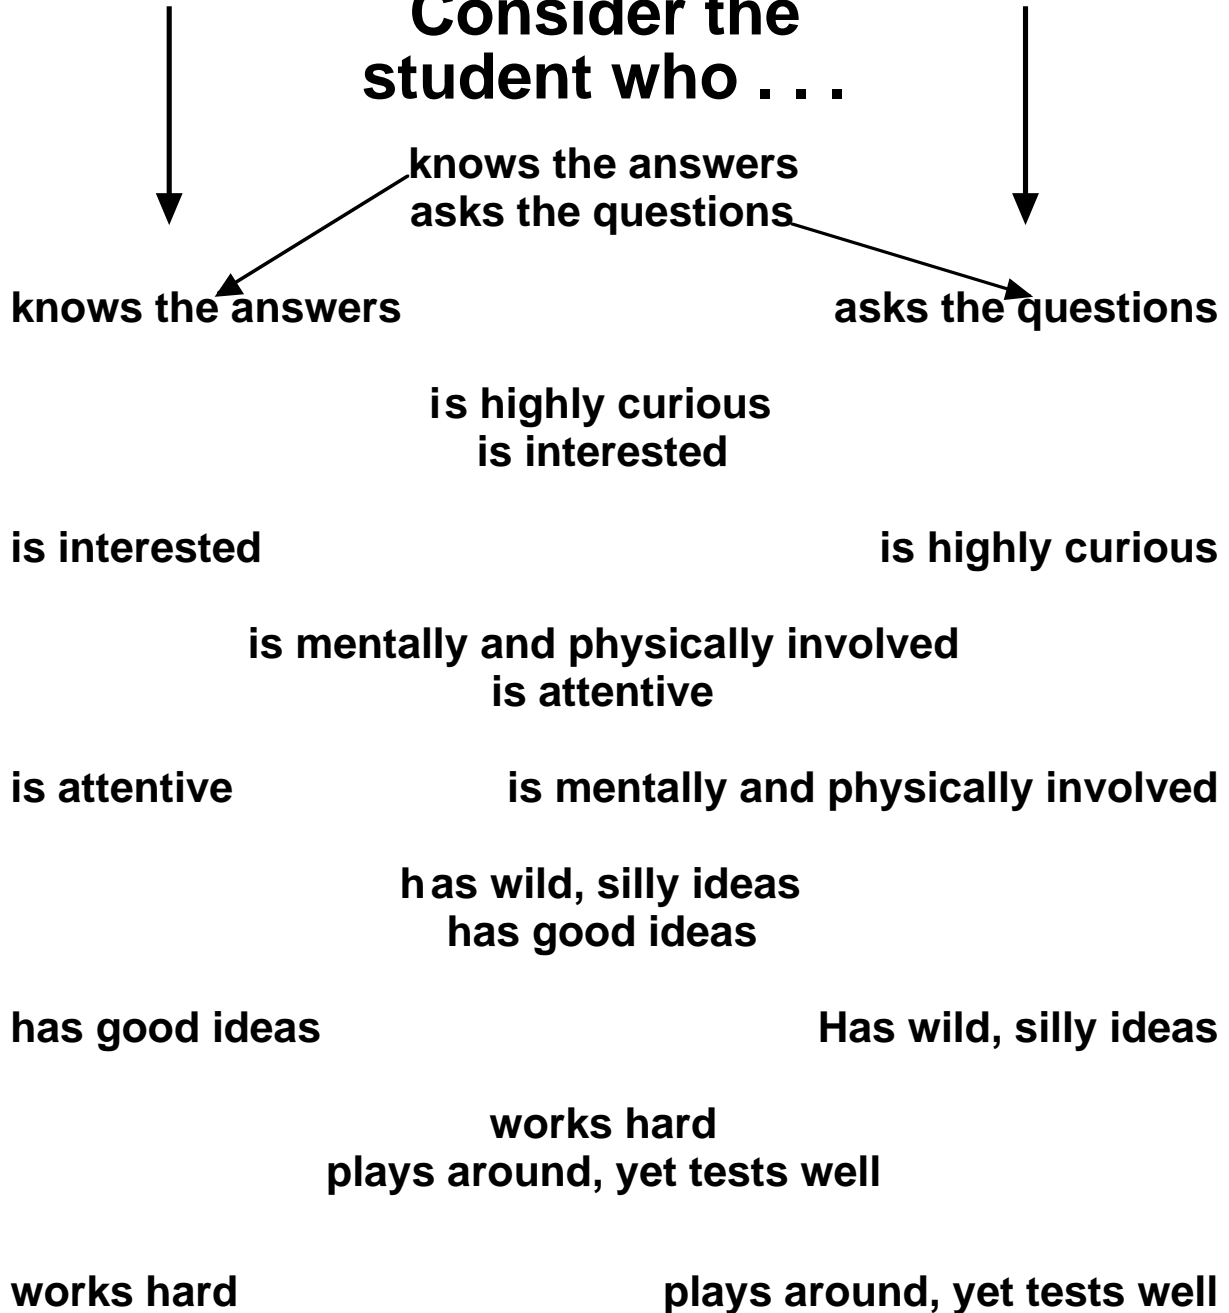 Consider the
student who . . .
knows the answers
asks the questions
knows the answers asks the questions
is highly curious
is interested
is interested is highly curious
is mentally and physically involved
is attentive
is attentive is mentally and physically involved
has wild, silly ideas
has good ideas
has good ideas Has wild, silly ideas
works hard
plays around, yet tests well
works hard plays around, yet tests well